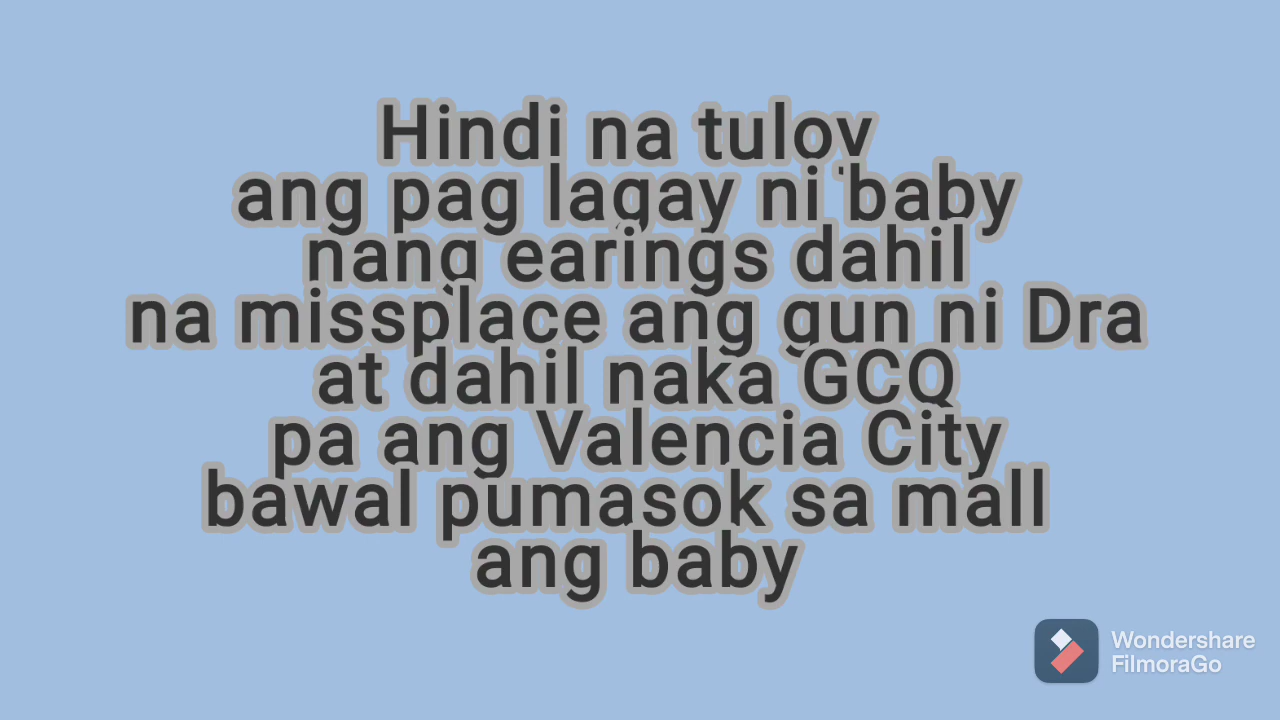 Hindi na tuloy
ang pag lagay ni baby
nang earings dahil
na missplace ang gun ni Dra
at dahil naka GCQ
pa ang Valencia City
bawal pumasok sa mall
ang baby
Wondershare
FilmoraGo